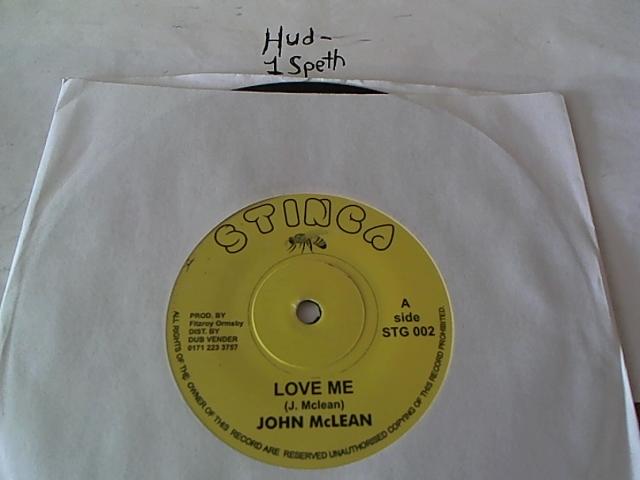 Hud-
1 Speth
STINGA
A
side
STG 002
PROD. BY
Fitzroy Ormsby
DIST. BY
DUB VENDER
0171 223 3757
LOVE ME
(J. Mclean)
JOHN McLEAN
ALL RIGHTS OF THE OWNER OF THIS RECORD ARE RESERVED UNAUTHORISED COPYING OF THIS RECORD PROHIBITED.